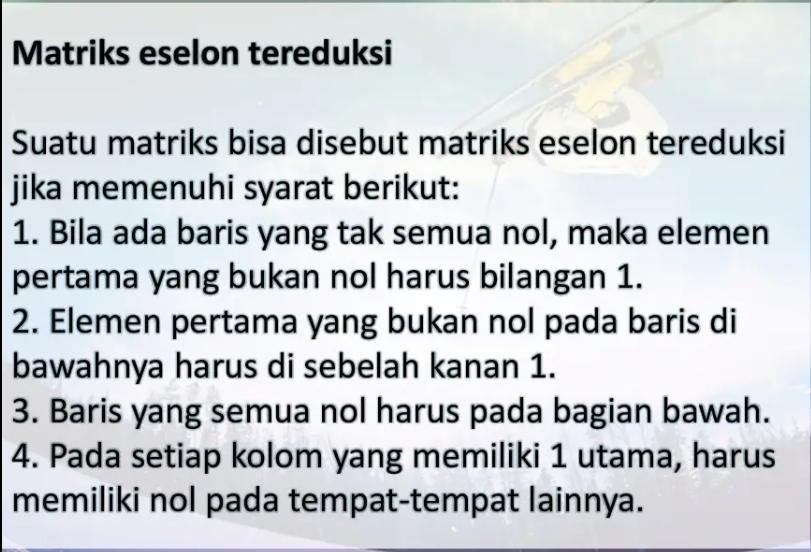 Matriks eselon tereduksi
Suatu matriks bisa disebut matriks eselon tereduksi
jika memenuhi syarat berikut:
1. Bila ada baris yang tak semua nol, maka elemen
pertama yang bukan nol harus bilangan 1.
2. Elemen pertama yang bukan nol pada baris di
bawahnya harus di sebelah kanan 1.
3. Baris yang semua nol harus pada bagian bawah.
4. Pada setiap kolom yang memiliki 1 utama, harus
memiliki nol pada tempat-tempat lainnya.